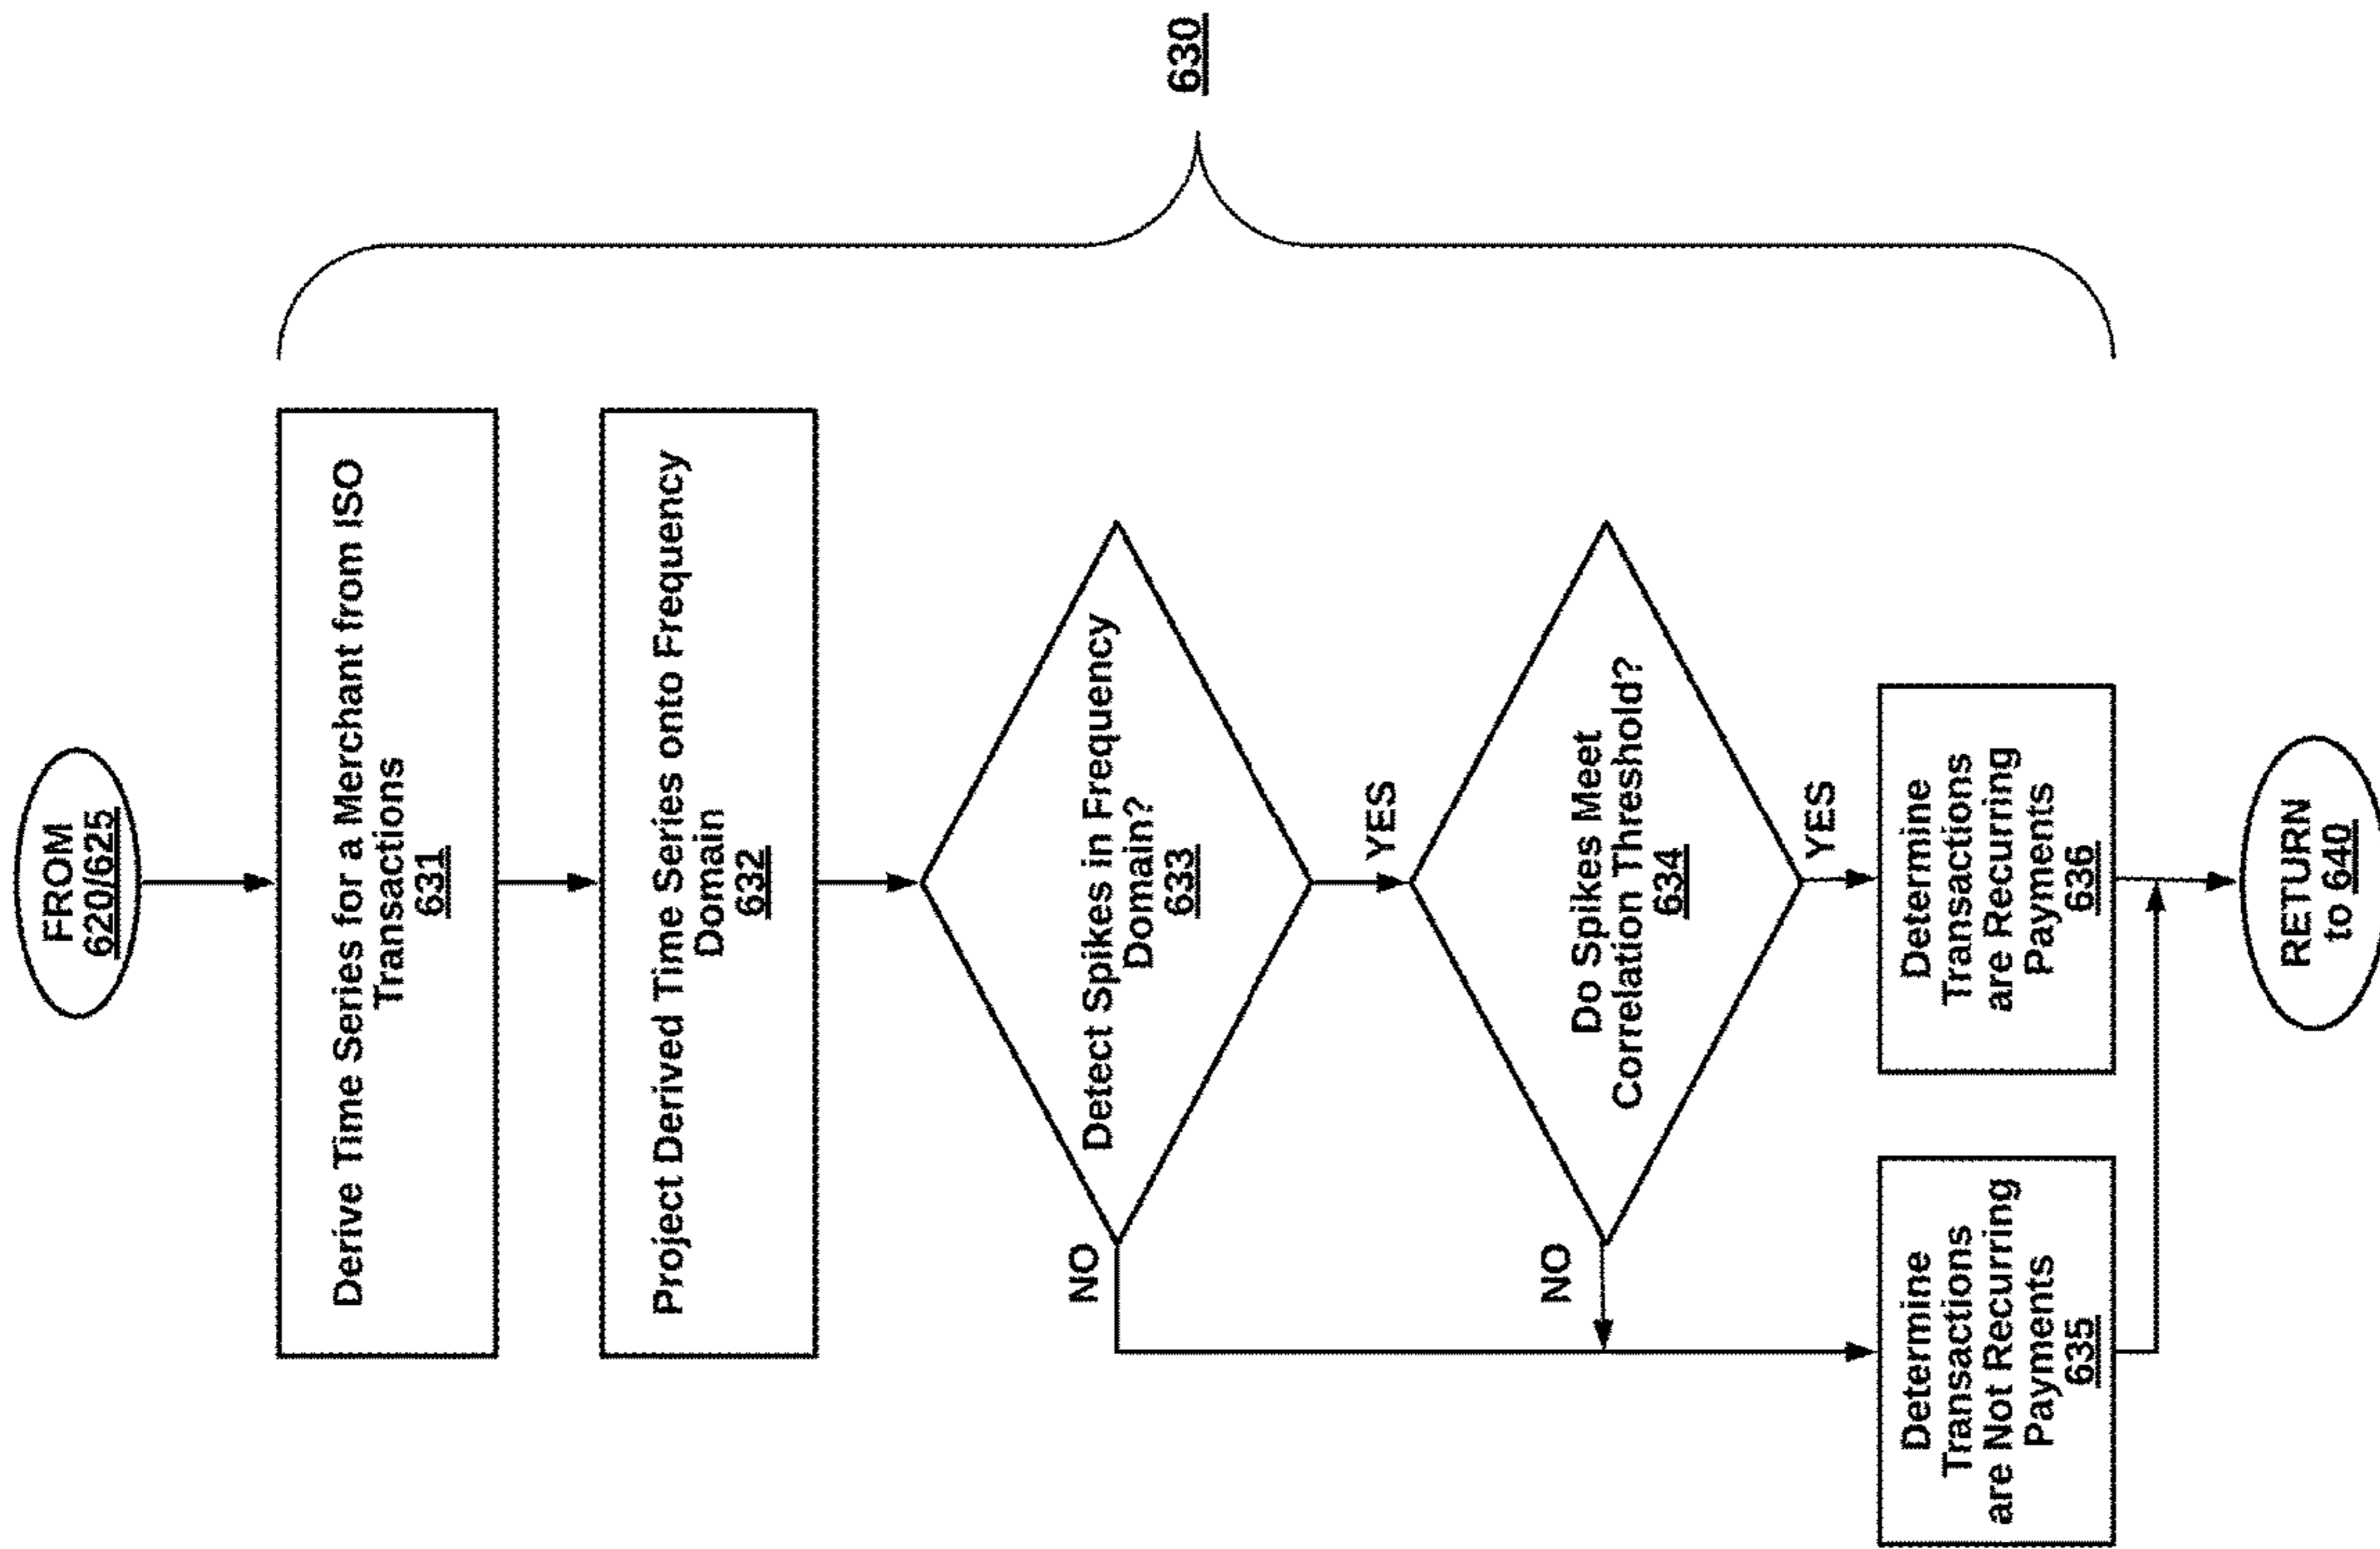 FROM
620/625
Derive Time Series for a Merchant from ISO
Transactions
631
Project Derived Time Series onto Frequency
Domain
632
Detect Spikes in Frequency
Domain?
633
NO
YES
Do Spikes Meet
Correlation Threshold?
634
NO
YES
Determine
Transactions
are Not Recurring
Payments
635
Determine
Transactions
are Recurring
Payments
636
RETURN
to 640
630